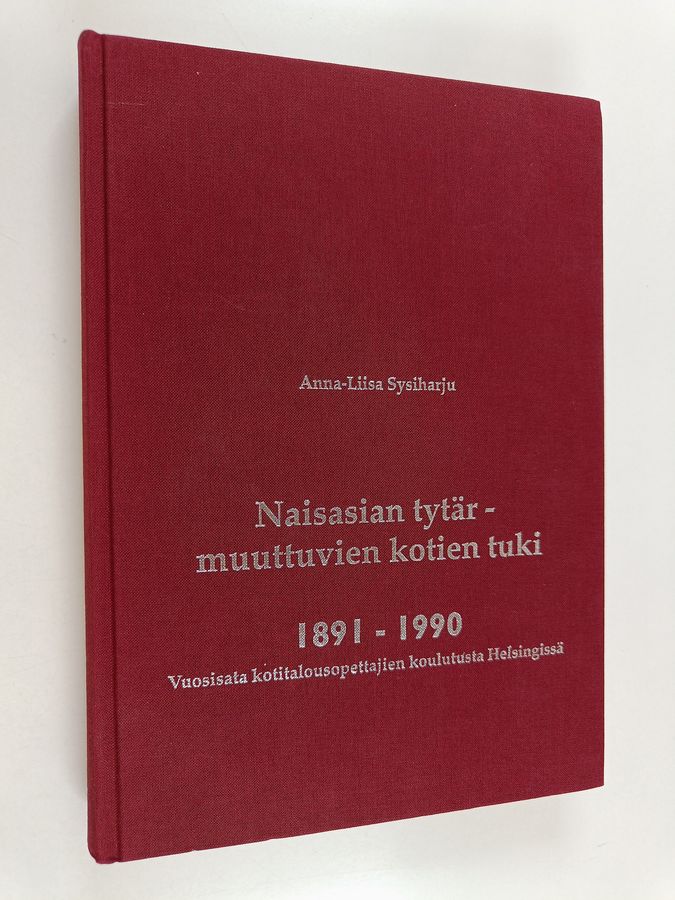 Anna-Liisa Sysiharju
Naisasian tytär -
muuttuvien kotien tuki
1891 - 1990
Vuosisata kotitalousopettajien koulutusta Helsingissä